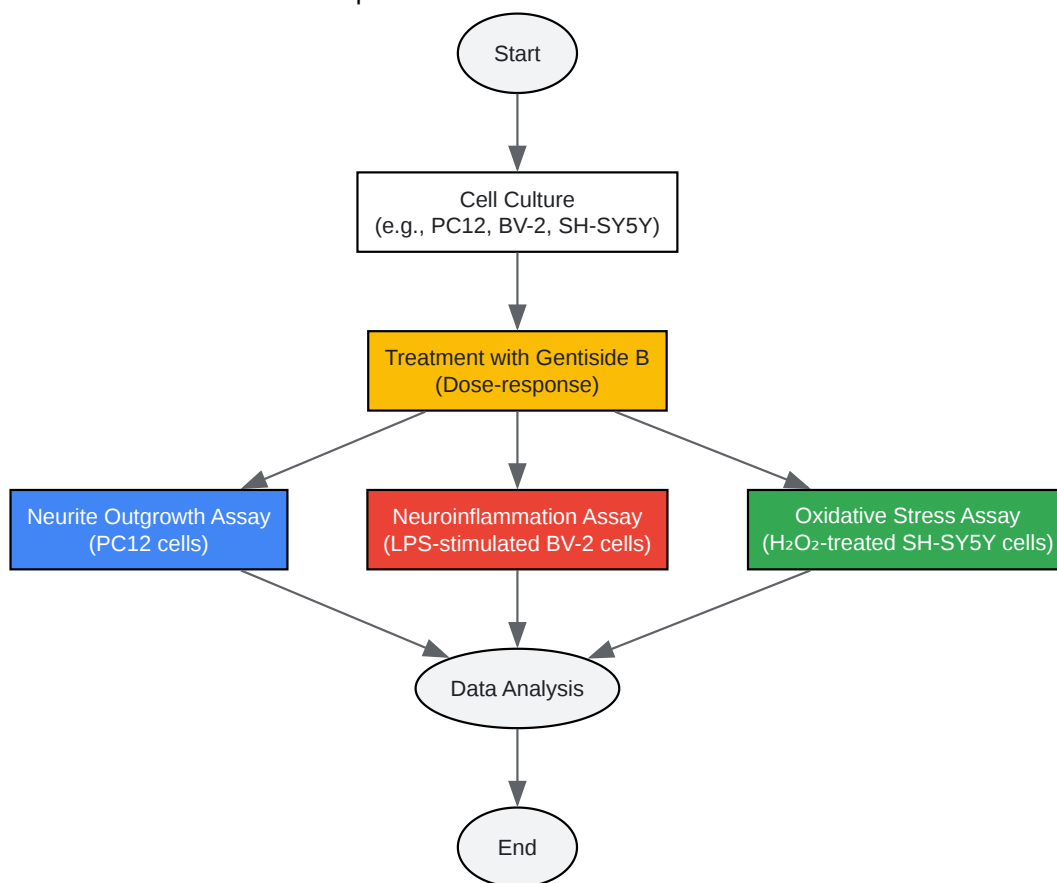 Start
Cell Culture
(e.g., PC12, BV-2, SH-SY5Y)
Treatment with Gentiside B
(Dose-response)
Neurite Outgrowth Assay
(PC12 cells)
Neuroinflammation Assay
(LPS-stimulated BV-2 cells)
Oxidative Stress Assay
(H₂O₂-treated SH-SY5Y cells)
Data Analysis
End